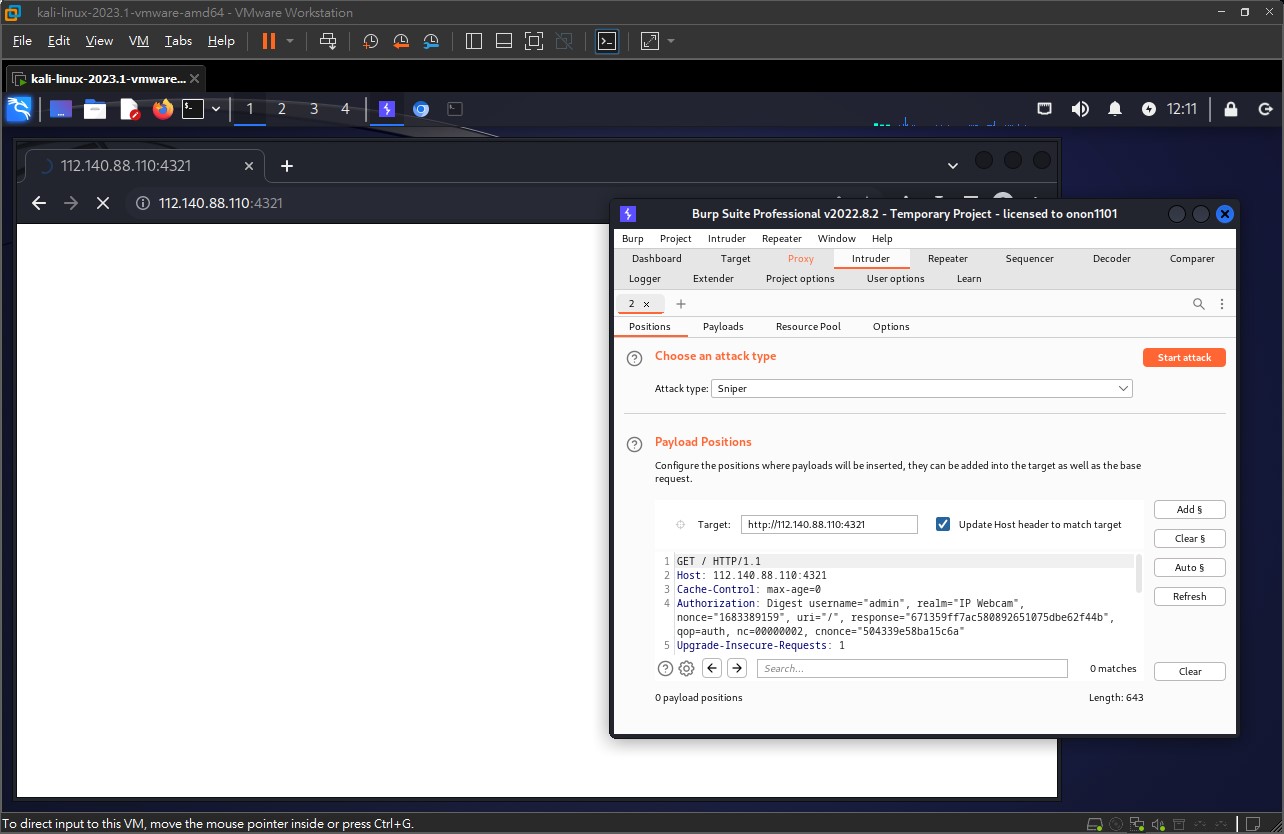 kali-linux-2023.1-vmware-amd64 - VMware Workstation
File Edit View VM Tabs Help
kali-linux-2023.1-vmware...
1 2 3 4 12:11
112.140.88.110:4321
112.140.88.110:4321
Burp Suite Professional v2022.8.2 - Temporary Project - licensed to onon1101
Burp Project Intruder Repeater Window Help
Dashboard Target Proxy Intruder Repeater Sequencer Decoder Comparer
Logger Extender Project options User options Learn
2
Positions Payloads Resource Pool Options
Choose an attack type
Start attack
Attack type: Sniper
Payload Positions
Configure the positions where payloads will be inserted, they can be added into the target as well as the base
request.
Target: http://112.140.88.110:4321 Update Host header to match target
Add §
Clear §
Auto §
Refresh
1 GET / HTTP/1.1
2 Host: 112.140.88.110:4321
3 Cache-Control: max-age=0
4 Authorization: Digest username="admin", realm="IP Webcam",
nonce="1683389159", uri="/", response="671359ff7ac580892651075dbe62f44b",
qop=auth, nc=00000002, cnonce="504339e58ba15c6a"
5 Upgrade-Insecure-Requests: 1
Search... 0 matches Clear
0 payload positions Length: 643
To direct input to this VM, move the mouse pointer inside or press Ctrl+G.